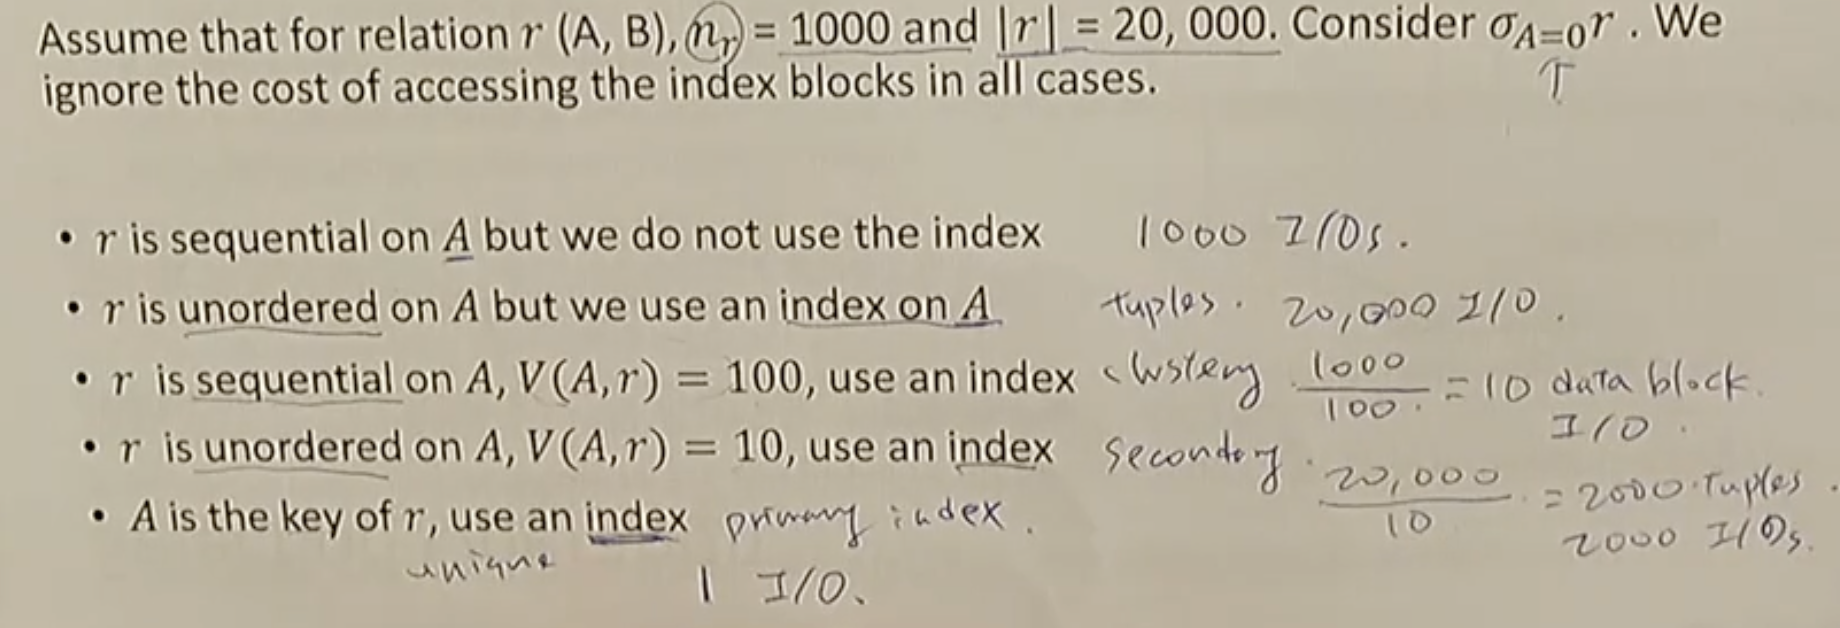 Assume that for relation r (A, B), n_r = 1000 and |r| = 20, 000. Consider σ_{A=0}r . We
ignore the cost of accessing the index blocks in all cases.
• r is sequential on A but we do not use the index 1000 I/Os.
• r is unordered on A but we use an index on A tuples. 20,000 I/O.
• r is sequential on A, V(A, r) = 100, use an index clustery 1000/100. = 10 data block.
I/O.
• r is unordered on A, V(A, r) = 10, use an index secondary. 20,000/10 = 2000 tuples.
2000 I/Os.
• A is the key of r, use an index primary index.
unique
1 I/O.